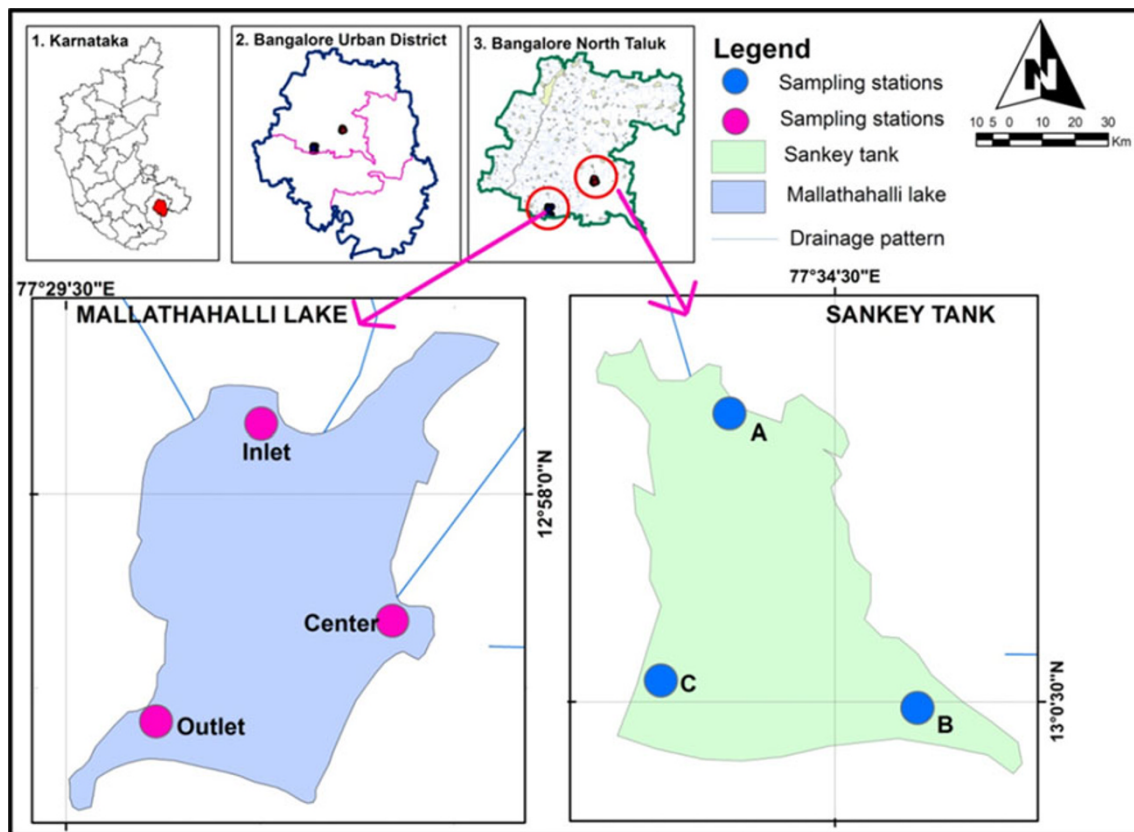 1. Karnataka
2. Bangalore Urban District
3. Bangalore North Taluk
Legend
Sampling stations
Sampling stations
Sankey tank
Mallathahalli lake
Drainage pattern
N
10 5 0 10 20 30
Km
77°29'30"E
77°34'30"E
MALLATHAHALLI LAKE
Inlet
Center
Outlet
12°58'0"N
SANKEY TANK
A
C
B
13°0'30"N